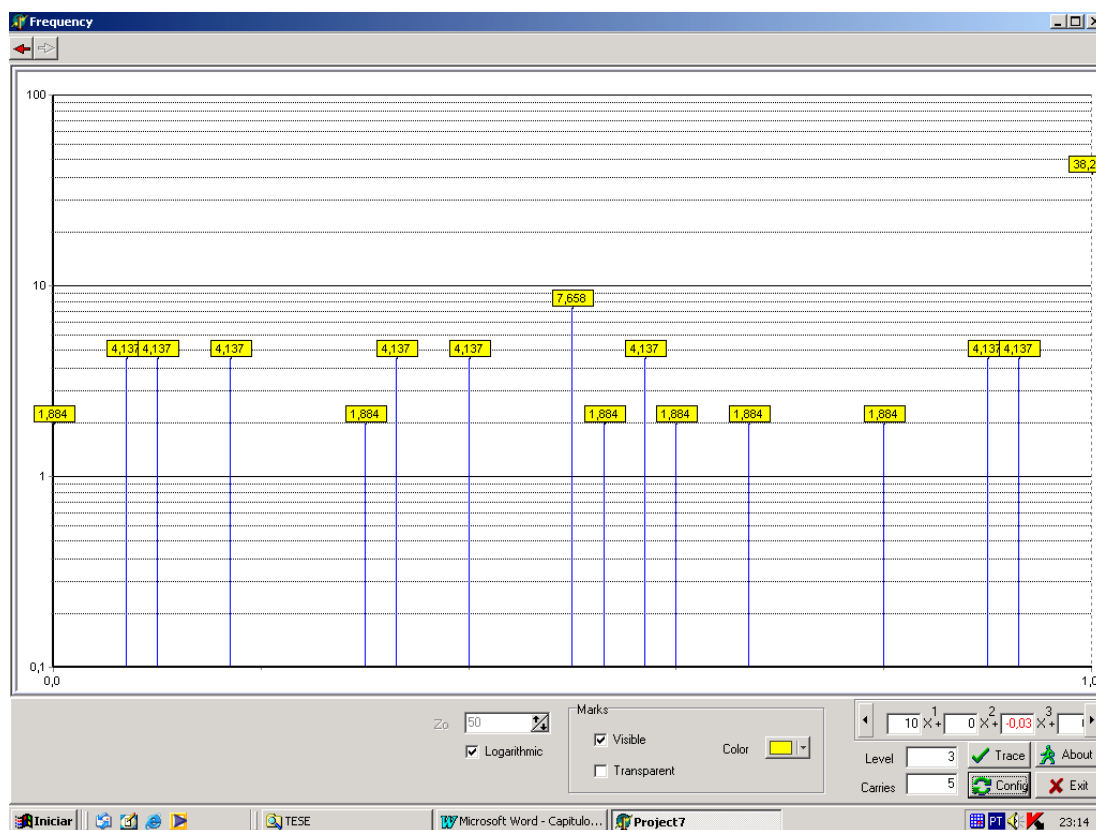 Frequency
100
38,2
10
7,658
4,137 4,137 4,137 4,137 4,137 4,137 4,137 4,137
1,884 1,884 1,884 1,884 1,884 1,884
1
0,1
0,0 1,0
Marks
Zo 50
Logarithmic
Visible
Transparent
Color
10 X1+ 0 X2+ -0,03 X3+
Level 3 Trace About
Carries 5 Config Exit
Iniciar TESE Microsoft Word - Capitulo... Project7 PT 23:14